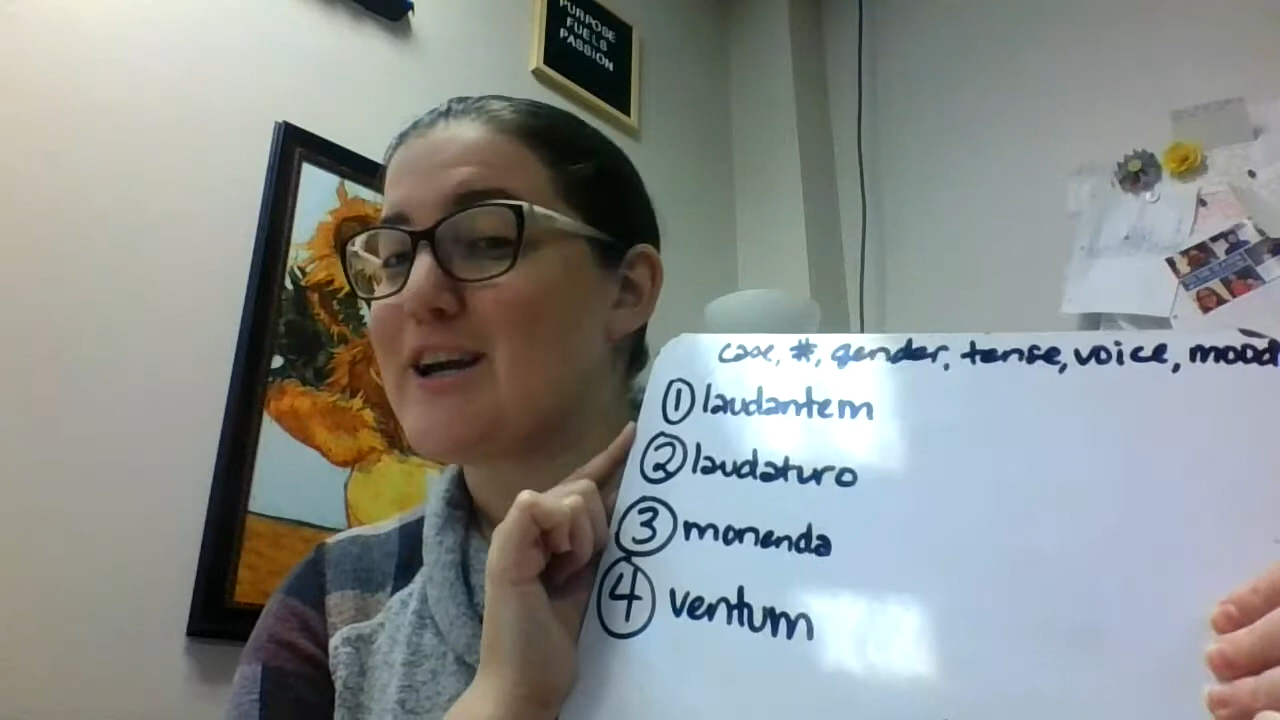 PURPOSE
FUELS
PASSION
case, #, gender, tense, voice, mood
① laudantem
② laudaturo
③ monenda
④ ventum